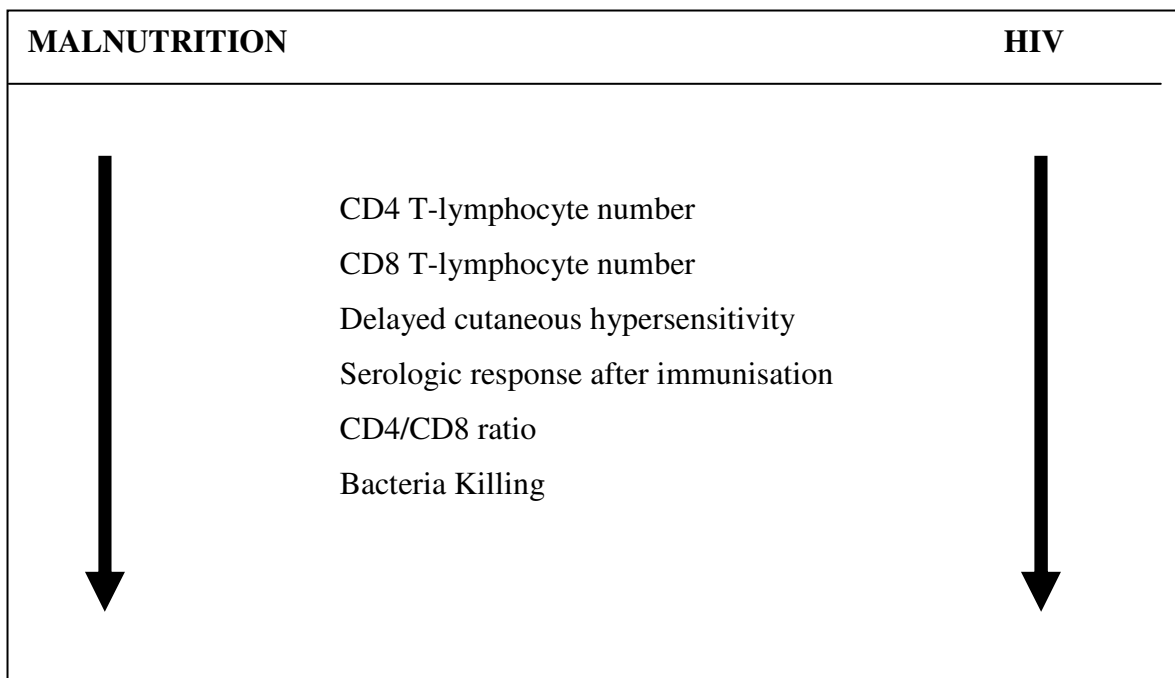 MALNUTRITION HIV
CD4 T-lymphocyte number
CD8 T-lymphocyte number
Delayed cutaneous hypersensitivity
Serologic response after immunisation
CD4/CD8 ratio
Bacteria Killing